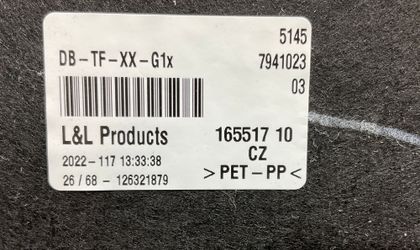 5145
DB-TF-XX-G1x 7941023
03
L&L Products 165517 10
CZ
2022-117 13:33:38
>PET-PP<
26/68-126321879